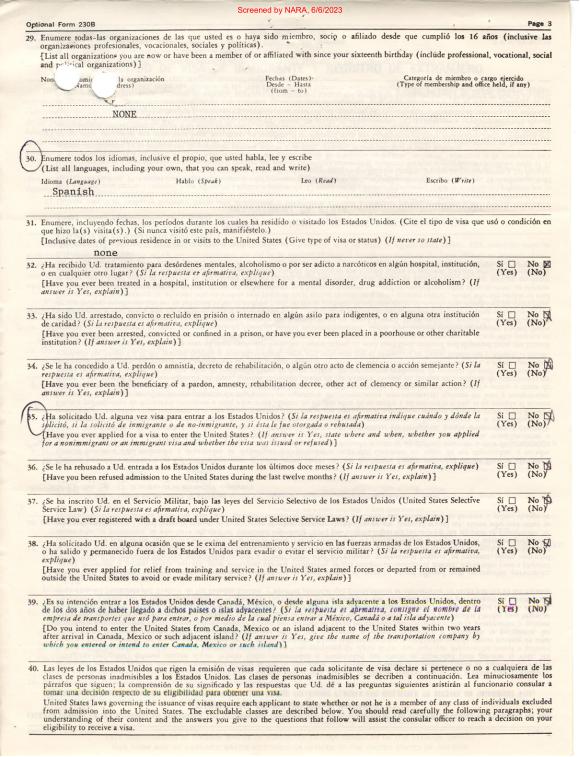 Screened by NARA, 6/6/2023
Optional Form 230B
Page 3
29. Enumere todas las organizaciones de las que usted es o haya sido miembro, socio o afiliado desde que cumplió los 16 años (inclusive las
organizaciones profesionales, vocacionales, sociales y políticas).
[List all organizations you are now or have been a member of or affiliated with since your sixteenth birthday (include professional, vocational, social
and political organizations)]
la organización
Fechas (Dates)
Categoría de miembro o cargo ejercido
Desde - Hasta
(Type of membership and office held, if any)
(from - to)
NONE
30. Enumere todos los idiomas, inclusive el propio, que usted habla, lee y escribe
(List all languages, including your own, that you can speak, read and write)
Idioma (Language)
Hablo (Speak)
Leo (Read)
Escribo (Write)
Spanish
31. Enumere, incluyendo fechas, los períodos durante los cuales ha residido o visitado los Estados Unidos. (Cite el tipo de visa que usó o condición en
que hizo la(s) visita(s).) (Si nunca visitó este país, manifiéstelo.)
[Inclusive dates of previous residence in or visits to the United States (Give type of visa or status) (If never so state)]
none
32. ¿Ha recibido Ud. tratamiento para desórdenes mentales, alcoholismo o por ser adicto a narcóticos en algún hospital, institución,
o en cualquier otro lugar? (Si la respuesta es afirmativa, explique)
[Have you ever been treated in a hospital, institution or elsewhere for a mental disorder, drug addiction or alcoholism? (If
answer is Yes, explain)]
Sí No
(Yes) (No)
33. ¿Ha sido Ud. arrestado, convicto o recluido en prisión o internado en algún asilo para indigentes, o en alguna otra institución
de caridad? (Si la respuesta es afirmativa, explique)
[Have you ever been arrested, convicted or confined in a prison, or have you ever been placed in a poorhouse or other charitable
institution? (If answer is Yes, explain)]
Sí No
(Yes) (No)
34. ¿Se le ha concedido a Ud. perdón o amnistía, decreto de rehabilitación, o algún otro acto de clemencia o acción semejante? (Si la
respuesta es afirmativa, explique)
[Have you ever been the beneficiary of a pardon, amnesty, rehabilitation decree, other act of clemency or similar action? (If
answer is Yes, explain)]
Sí No
(Yes) (No)
35. ¿Ha solicitado Ud. alguna vez visa para entrar a los Estados Unidos? (Si la respuesta es afirmativa indique cuándo y dónde la
solicitó, si la solicitó de inmigrante o de no-inmigrante, y si ésta le fue otorgada o rehusada)
[Have you ever applied for a visa to enter the United States? (If answer is Yes, state where and when, whether you applied
for a nonimmigrant or an immigrant visa and whether the visa was issued or refused)]
Sí No
(Yes) (No)
36. ¿Se le ha rehusado a Ud. entrada a los Estados Unidos durante los últimos doce meses? (Si la respuesta es afirmativa, explique)
[Have you been refused admission to the United States during the last twelve months? (If answer is Yes, explain)]
Sí No
(Yes) (No)
37. ¿Se ha inscrito Ud. en el Servicio Militar, bajo las leyes del Servicio Selectivo de los Estados Unidos (United States Selective
Service Law) (Si la respuesta es afirmativa, explique)
[Have you ever registered with a draft board under United States Selective Service Laws? (If answer is Yes, explain)]
Sí No
(Yes) (No)
38. ¿Ha solicitado Ud. en alguna ocasión que se le exima del entrenamiento y servicio en las fuerzas armadas de los Estados Unidos,
o ha salido y permanecido fuera de los Estados Unidos para evadir o evitar el servicio militar? (Si la respuesta es afirmativa,
explique)
[Have you ever applied for relief from training and service in the United States armed forces or departed from or remained
outside the United States to avoid or evade military service? (If answer is Yes, explain)]
Sí No
(Yes) (No)
39. ¿Es su intención entrar a los Estados Unidos desde Canadá, México, o desde alguna isla adyacente a los Estados Unidos, dentro
de los dos años de haber llegado a dichos países o islas adyacentes? (Si la respuesta es afirmativa, consigne el nombre de la
empresa de transportes que usó para entrar, o por medio de la cual piensa entrar a México, Canadá o a tal isla adyacente)
[Do you intend to enter the United States from Canada, Mexico or an island adjacent to the United States within two years
after arrival in Canada, Mexico or such adjacent island? (If answer is Yes, give the name of the transportation company by
which you entered or intend to enter Canada, Mexico or such island)]
Sí No
(Yes) (No)
40. Las leyes de los Estados Unidos que rigen la emisión de visas requieren que cada solicitante de visa declare si pertenece o no a cualquiera de las
clases de personas inadmisibles a los Estados Unidos. Las clases de personas inadmisibles se decriben a continuación. Lea minuciosamente los
párrafos que siguen; la comprensión de su significado y las respuestas que Ud. dé a las preguntas siguientes asistirán al funcionario consular a
tomar una decisión respecto de su eligibilidad para obtener una visa.
United States laws governing the issuance of visas require each applicant to state whether or not he is a member of any class of individuals excluded
from admission into the United States. The excludable classes are described below. You should read carefully the following paragraphs; your
understanding of their content and the answers you give to the questions that follow will assist the consular officer to reach a decision on your
eligibility to receive a visa.